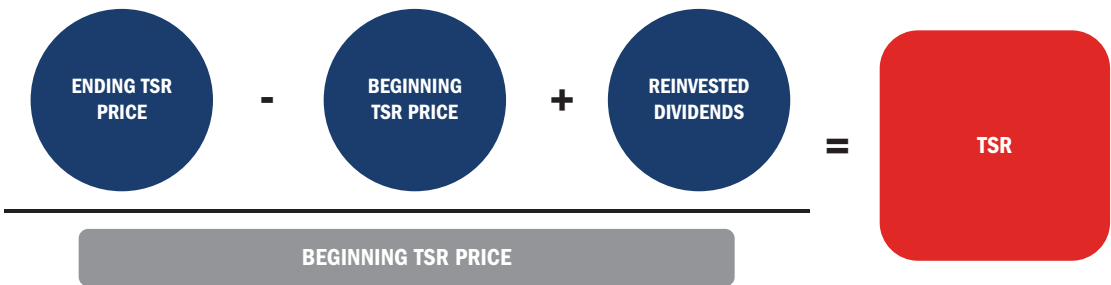 ENDING TSR
PRICE
-
BEGINNING
TSR PRICE
+
REINVESTED
DIVIDENDS
=
TSR
BEGINNING TSR PRICE